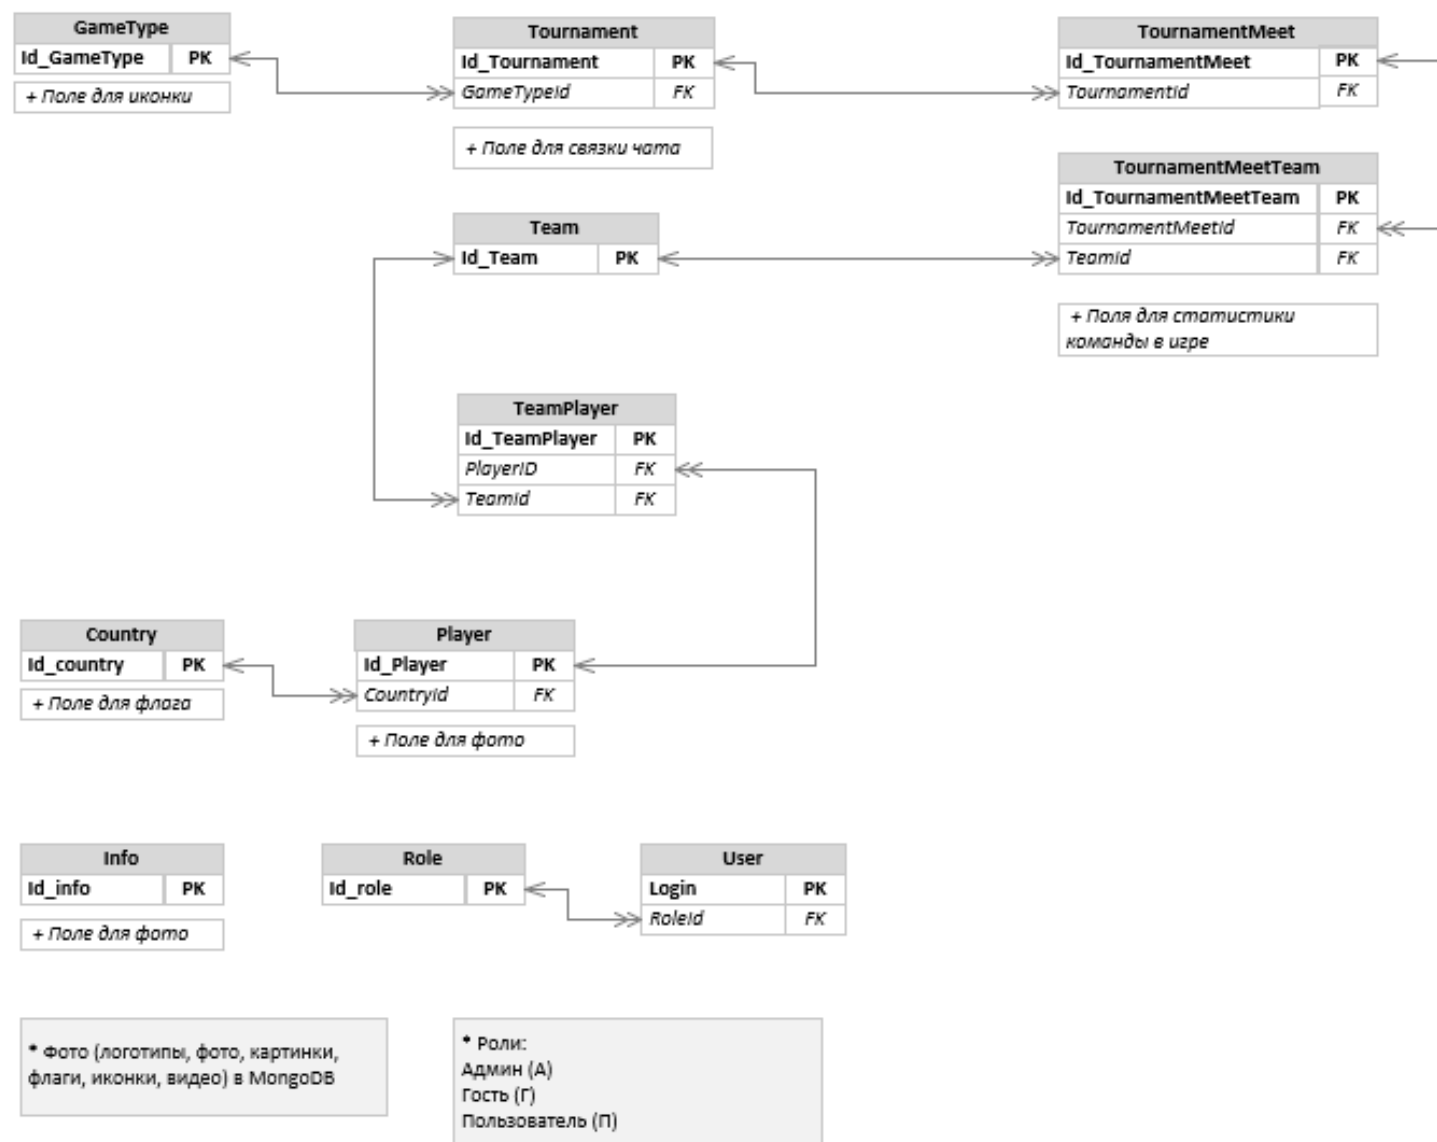 GameType
Id_GameType PK
+ Поле для иконки
Tournament
Id_Tournament PK
GameTypeId FK
+ Поле для связки чата
TournamentMeet
Id_TournamentMeet PK
TournamentId FK
TournamentMeetTeam
Id_TournamentMeetTeam PK
TournamentMeetId FK
TeamId FK
+ Поля для статистики
команды в игре
Team
Id_Team PK
TeamPlayer
Id_TeamPlayer PK
PlayerID FK
TeamId FK
Country
Id_country PK
+ Поле для флага
Player
Id_Player PK
CountryId FK
+ Поле для фото
Info
Id_info PK
+ Поле для фото
Role
Id_role PK
User
Login PK
RoleId FK
* Фото (логотипы, фото, картинки,
флаги, иконки, видео) в MongoDB
* Роли:
Админ (А)
Гость (Г)
Пользователь (П)